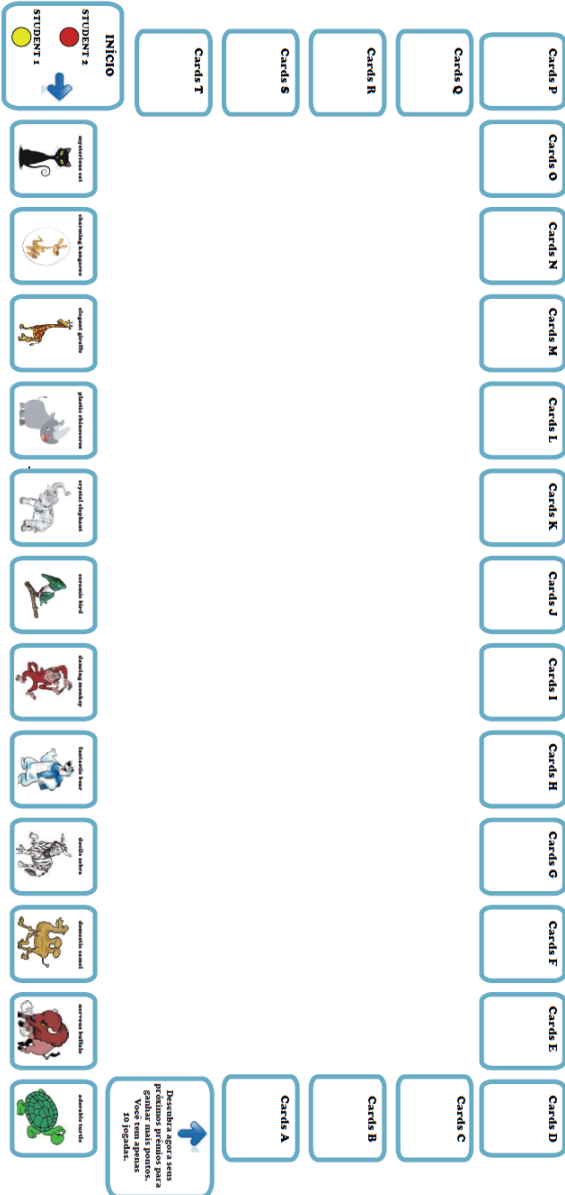 Cards P
Cards O
Cards N
Cards M
Cards L
Cards K
Cards J
Cards I
Cards H
Cards G
Cards F
Cards E
Cards D
Cards Q
Cards C
Cards R
Cards B
Cards S
Cards A
Cards T
Descubra agora seus
próximos prêmios para
ganhar mais pontos.
Você tem apenas
10 jogadas.
INÍCIO
STUDENT 2
STUDENT 1
mysterious cat
charming kangaroo
elegant giraffe
plastic rhinoceros
crystal elephant
ceramic bird
dancing monkey
fantastic bear
docile zebra
domestic camel
nervous buffalo
adorable turtle